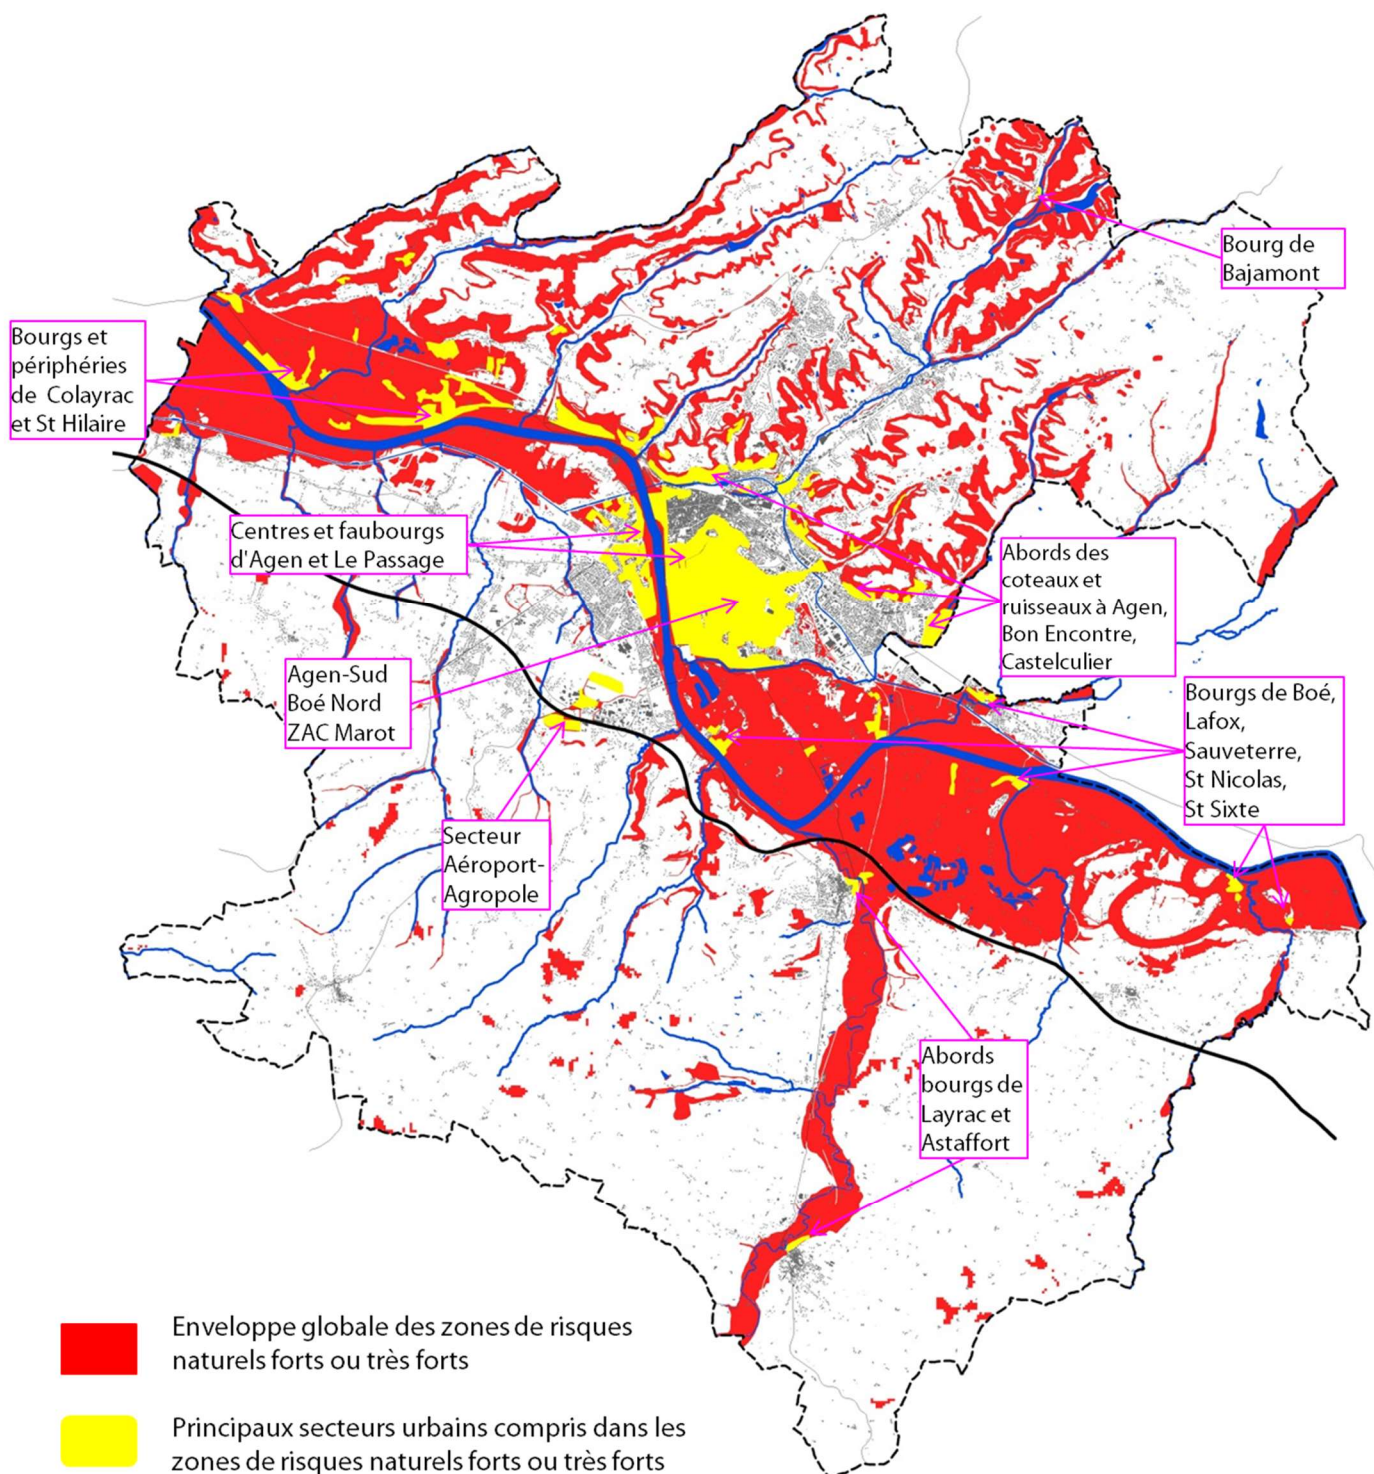 Bourg de
Bajamont
Bourgs et
périphéries
de Colayrac
et St Hilaire
Centres et faubourgs
d'Agen et Le Passage
Abords des
coteaux et
ruisseaux à Agen,
Bon Encontre,
Castelculier
Agen-Sud
Boé Nord
ZAC Marot
Bourgs de Boé,
Lafox,
Sauveterre,
St Nicolas,
St Sixte
Secteur
Aéroport-
Agropole
Abords
bourgs de
Layrac et
Astaffort
Enveloppe globale des zones de risques
naturels forts ou très forts
Principaux secteurs urbains compris dans les
zones de risques naturels forts ou très forts